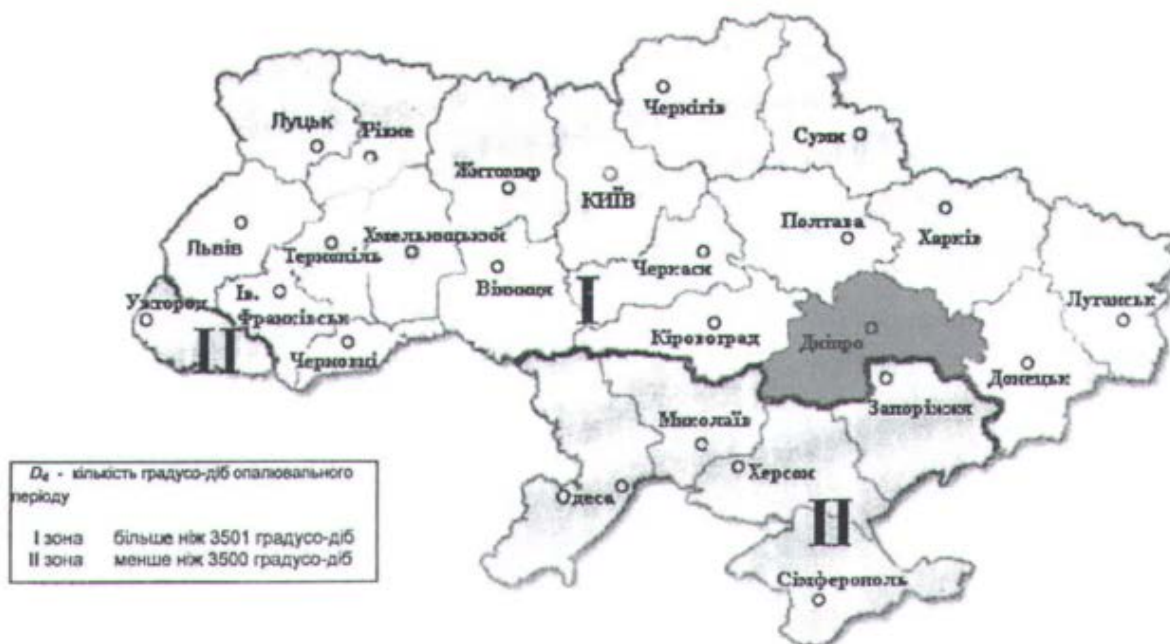 Чернігів
Луцьк
Рівне
Суми
Житомир
КИЇВ
Полтава
Харків
Львів
Тернопіль
Хмельницький
Черкаси
Вінниця
I
Луганськ
Ужгород
Ів.
Франківськ
II
Кіровоград
Дніпро
Чернівці
Донецьк
Запоріжжя
Миколаїв
Херсон
Одеса
II
Сімферополь
Dd - кількість градусо-діб опалювального
періоду
I зона більше ніж 3501 градусо-діб
II зона менше ніж 3500 градусо-діб